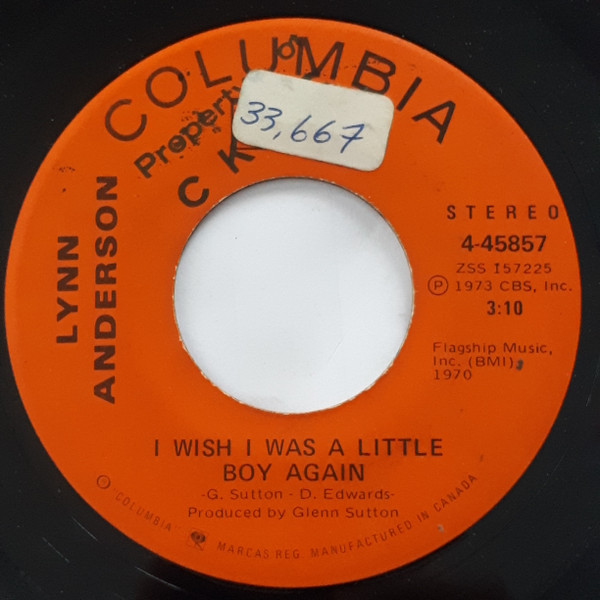 COLUMBIA
Property of
C K
33,667
LYNN
ANDERSON
STEREO
4-45857
ZSS 157225
Ⓟ 1973 CBS, Inc.
3:10
Flagship Music,
Inc. (BMI)
1970
I WISH I WAS A LITTLE
BOY AGAIN
-G. Sutton - D. Edwards-
Produced by Glenn Sutton
® "COLUMBIA" MARCAS REG. MANUFACTURED IN CANADA